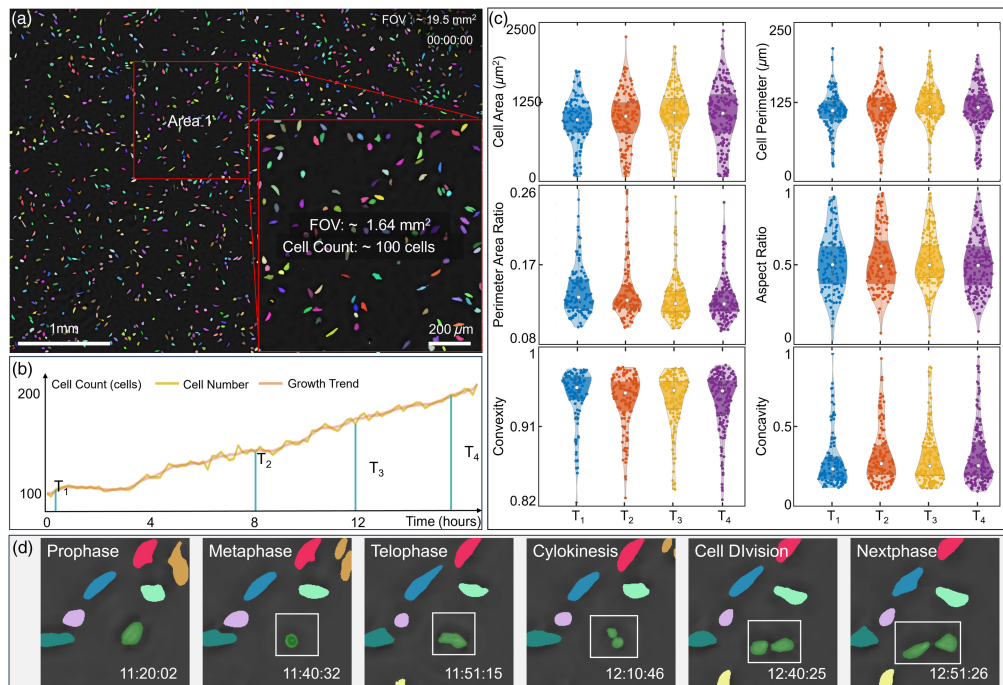 (a)
FOV: ~ 19.5 mm²
00:00:00
Area 1
FOV: ~ 1.64 mm²
Cell Count: ~ 100 cells
1mm
200 µm
(b)
Cell Count (cells)
Cell Number
Growth Trend
200
100
T₁
T₂
T₃
T₄
0
4
8
12
Time (hours)
(c)
Cell Area (µm²)
2500
1250
0
Cell Perimeter (µm)
250
125
0
Perimeter Area Ratio
0.26
0.17
0.08
Aspect Ratio
1
0.5
0
Convexity
0.91
0.82
T₁
T₂
T₃
T₄
Concavity
1
0.5
0
T₁
T₂
T₃
T₄
(d)
Prophase
11:20:02
Metaphase
11:40:32
Telophase
11:51:15
Cylokinesis
12:10:46
Cell DIvision
12:40:25
Nextphase
12:51:26